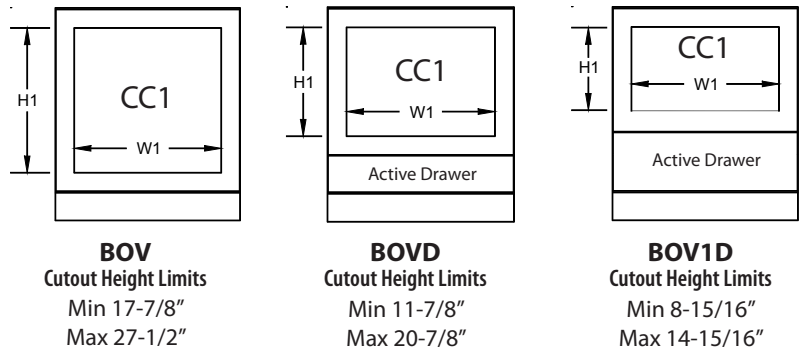 H1
CC1
W1
BOV
Cutout Height Limits
Min 17-7/8”
Max 27-1/2”
H1
CC1
W1
Active Drawer
BOVD
Cutout Height Limits
Min 11-7/8”
Max 20-7/8”
H1
CC1
W1
Active Drawer
BOV1D
Cutout Height Limits
Min 8-15/16”
Max 14-15/16”